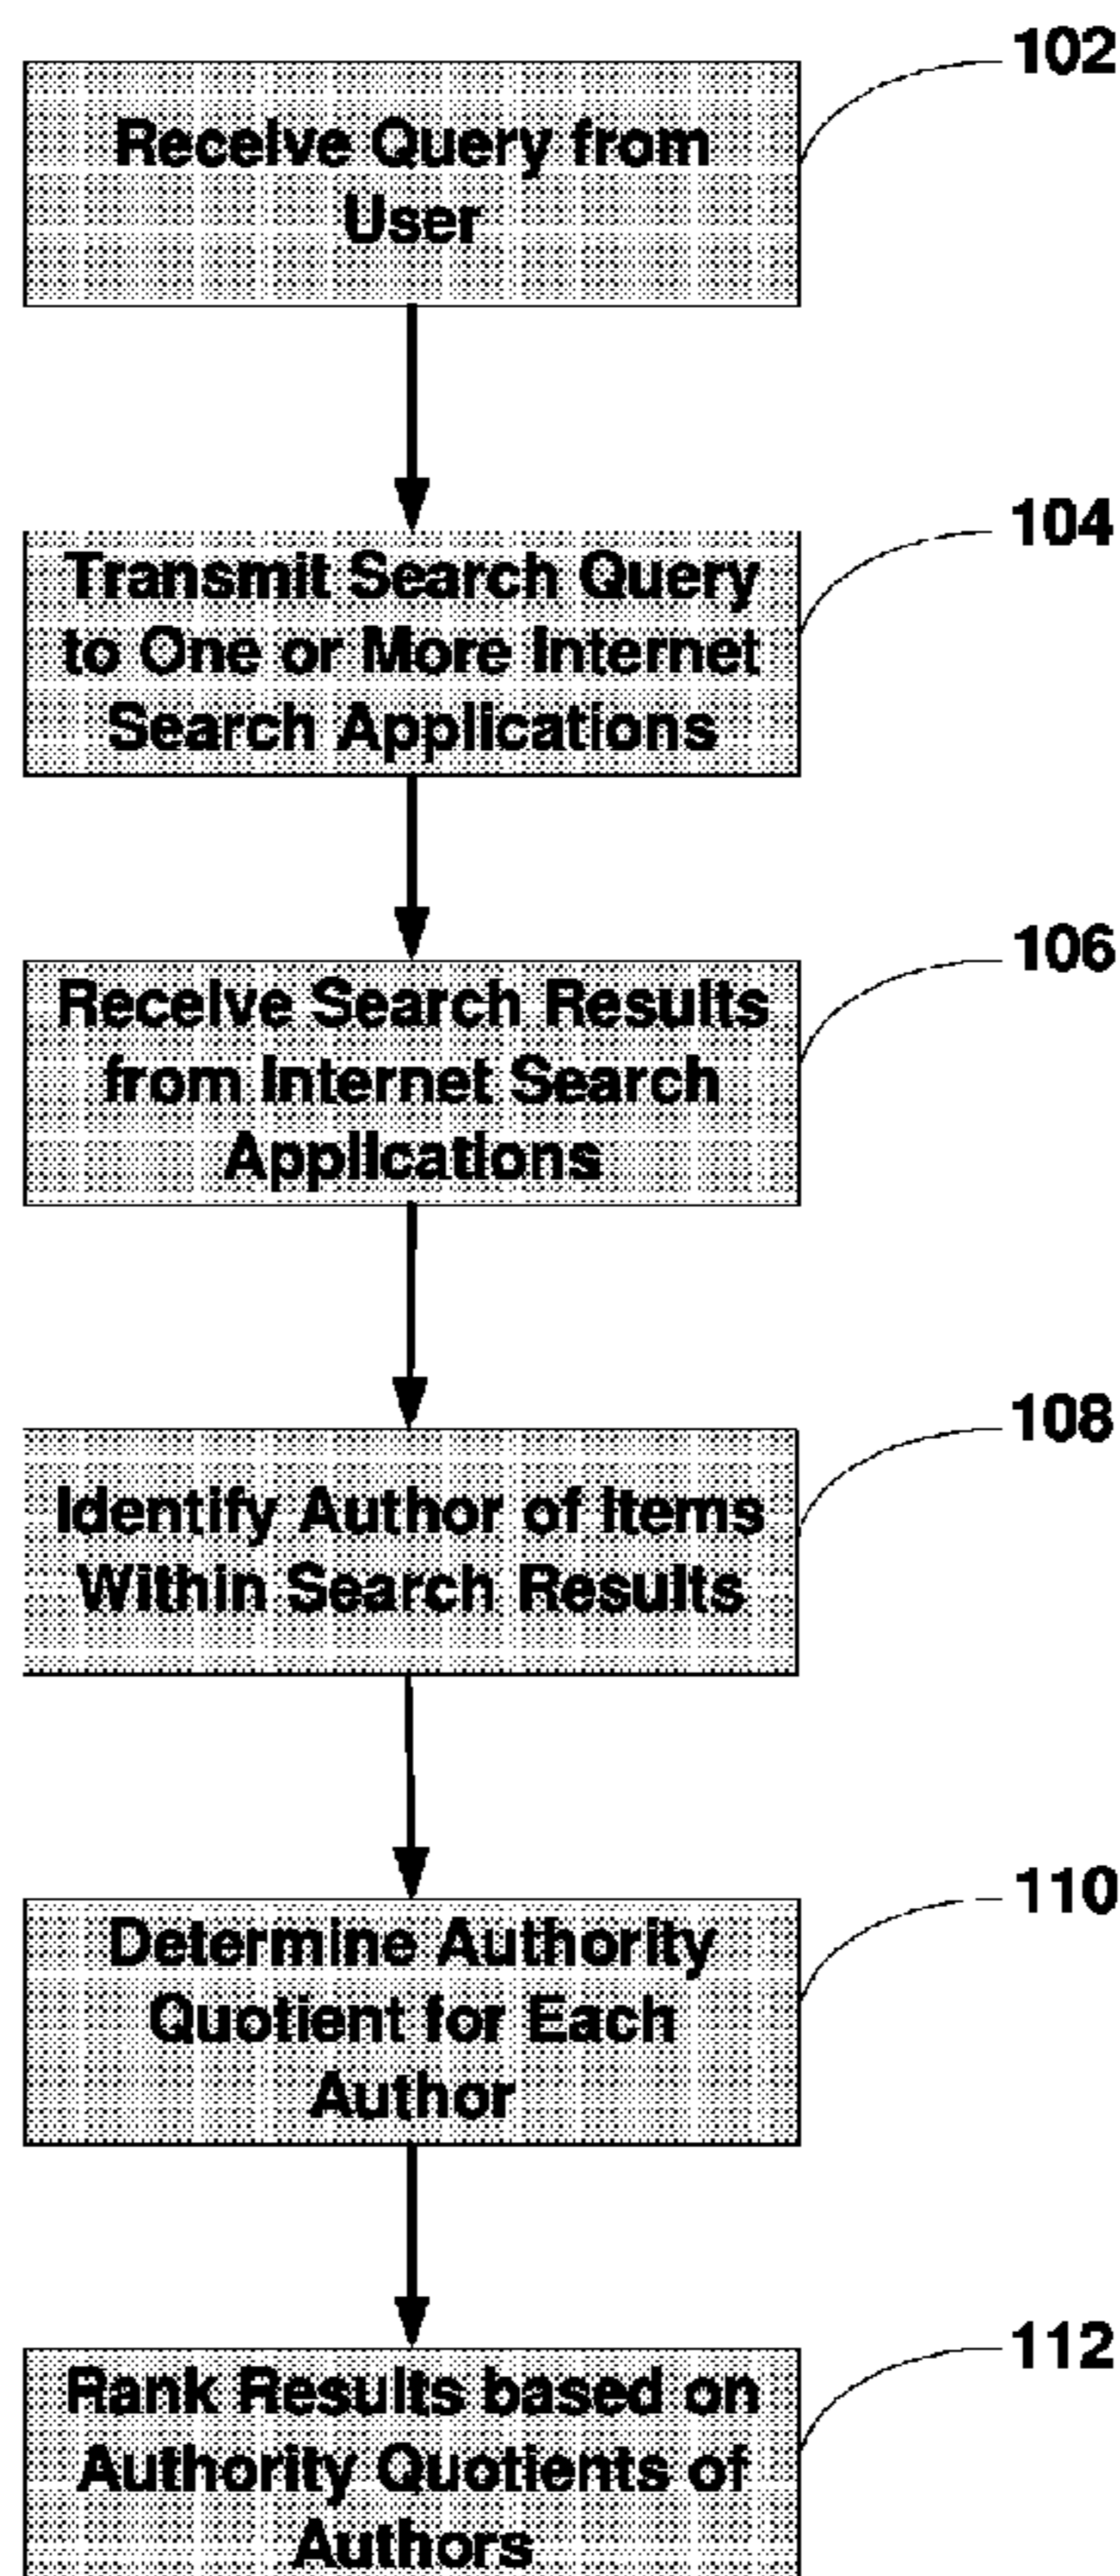 102
Receive Query from
User
104
Transmit Search Query
to One or More Internet
Search Applications
106
Receive Search Results
from Internet Search
Applications
108
Identify Author of Items
Within Search Results
110
Determine Authority
Quotient for Each
Author
112
Rank Results based on
Authority Quotients of
Authors